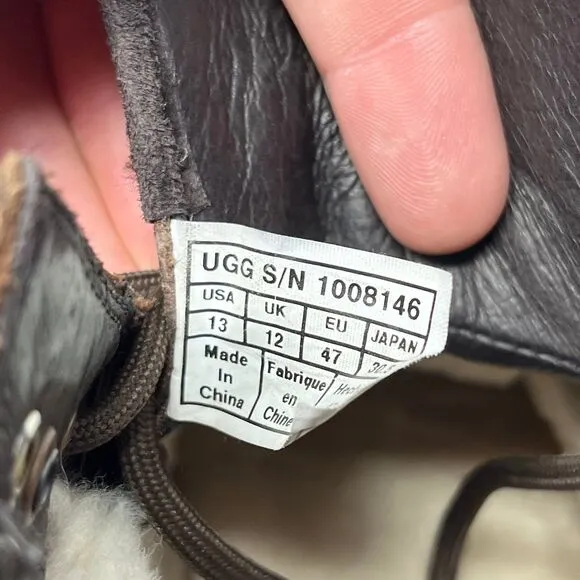 UGG S/N 1008146
USA UK EU JAPAN
13 12 47
Made Fabrique
In en
China Chine